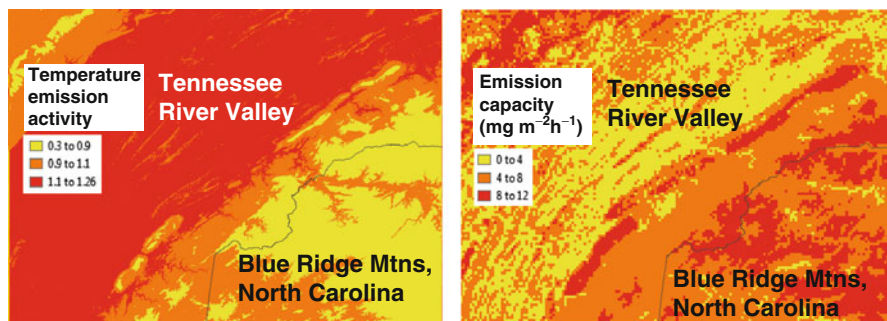 Temperature
emission
activity
Tennessee
River Valley
0.3 to 0.9
0.9 to 1.1
1.1 to 1.26
Blue Ridge Mtns,
North Carolina
Emission
capacity
(mg m⁻²h⁻¹)
Tennessee
River Valley
0 to 4
4 to 8
8 to 12
Blue Ridge Mtns,
North Carolina